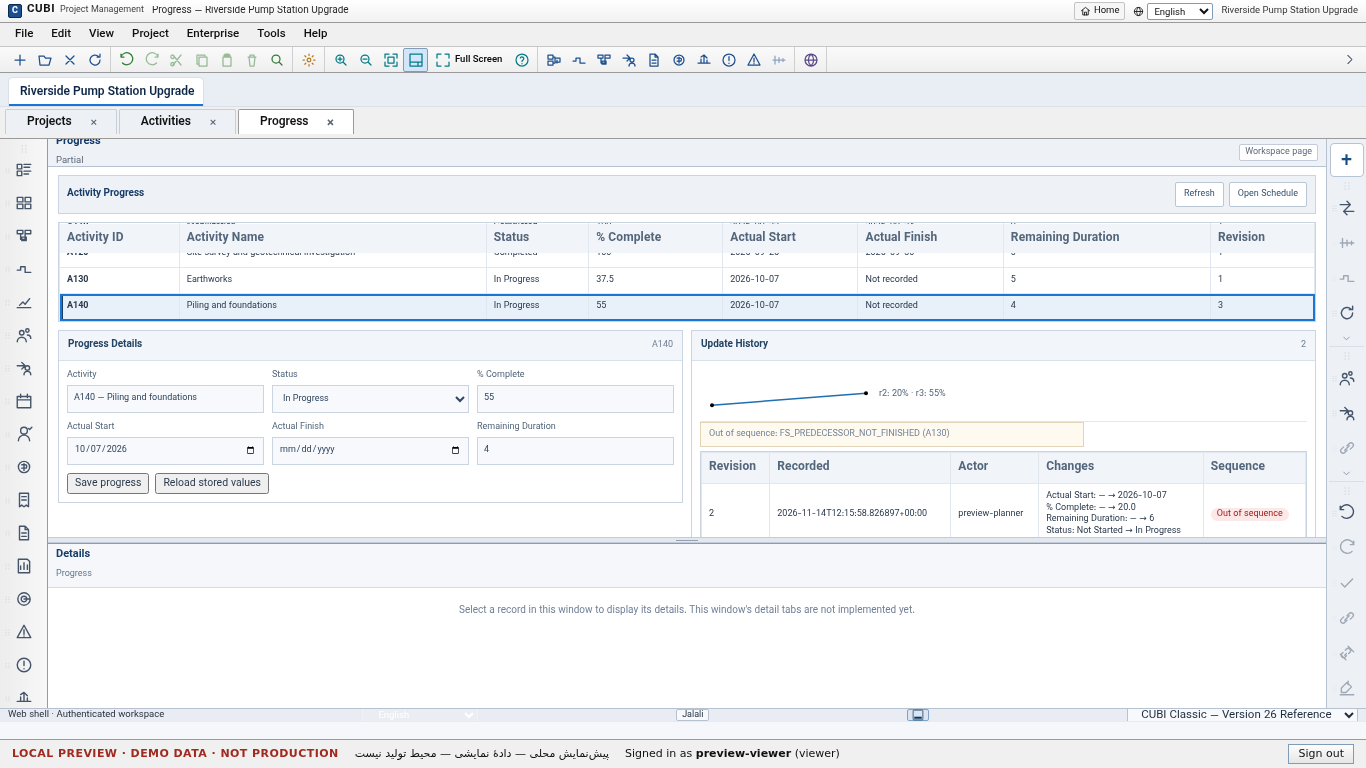 CUBI Project Management Progress — Riverside Pump Station Upgrade Home English Riverside Pump Station Upgrade
File Edit View Project Enterprise Tools Help
Full Screen
Riverside Pump Station Upgrade
Projects × Activities × Progress ×
Progress
Partial
Workspace page
Activity Progress Refresh Open Schedule
Activity ID Activity Name Status % Complete Actual Start Actual Finish Remaining Duration Revision
A130 Earthworks In Progress 37.5 2026-10-07 Not recorded 5 1
A140 Piling and foundations In Progress 55 2026-10-07 Not recorded 4 3
Progress Details A140
Activity Status % Complete
A140 — Piling and foundations In Progress 55
Actual Start Actual Finish Remaining Duration
10/07/2026 mm/dd/yyyy 4
Save progress Reload stored values
Update History 2
r2: 20% · r3: 55%
Out of sequence: FS_PREDECESSOR_NOT_FINISHED (A130)
Revision Recorded Actor Changes Sequence
2 2026-11-14T12:15:58.826897+00:00 preview-planner
Actual Start: — → 2026-10-07
% Complete: — → 20.0
Remaining Duration: — → 6
Status: Not Started → In Progress
Out of sequence
Details
Progress
Select a record in this window to display its details. This window's detail tabs are not implemented yet.
Web shell · Authenticated workspace English Jalali CUBI Classic — Version 26 Reference
LOCAL PREVIEW · DEMO DATA · NOT PRODUCTION پیش‌نمایش محلی — دادهٔ نمایشی — محیط تولید نیست Signed in as preview-viewer (viewer) Sign out